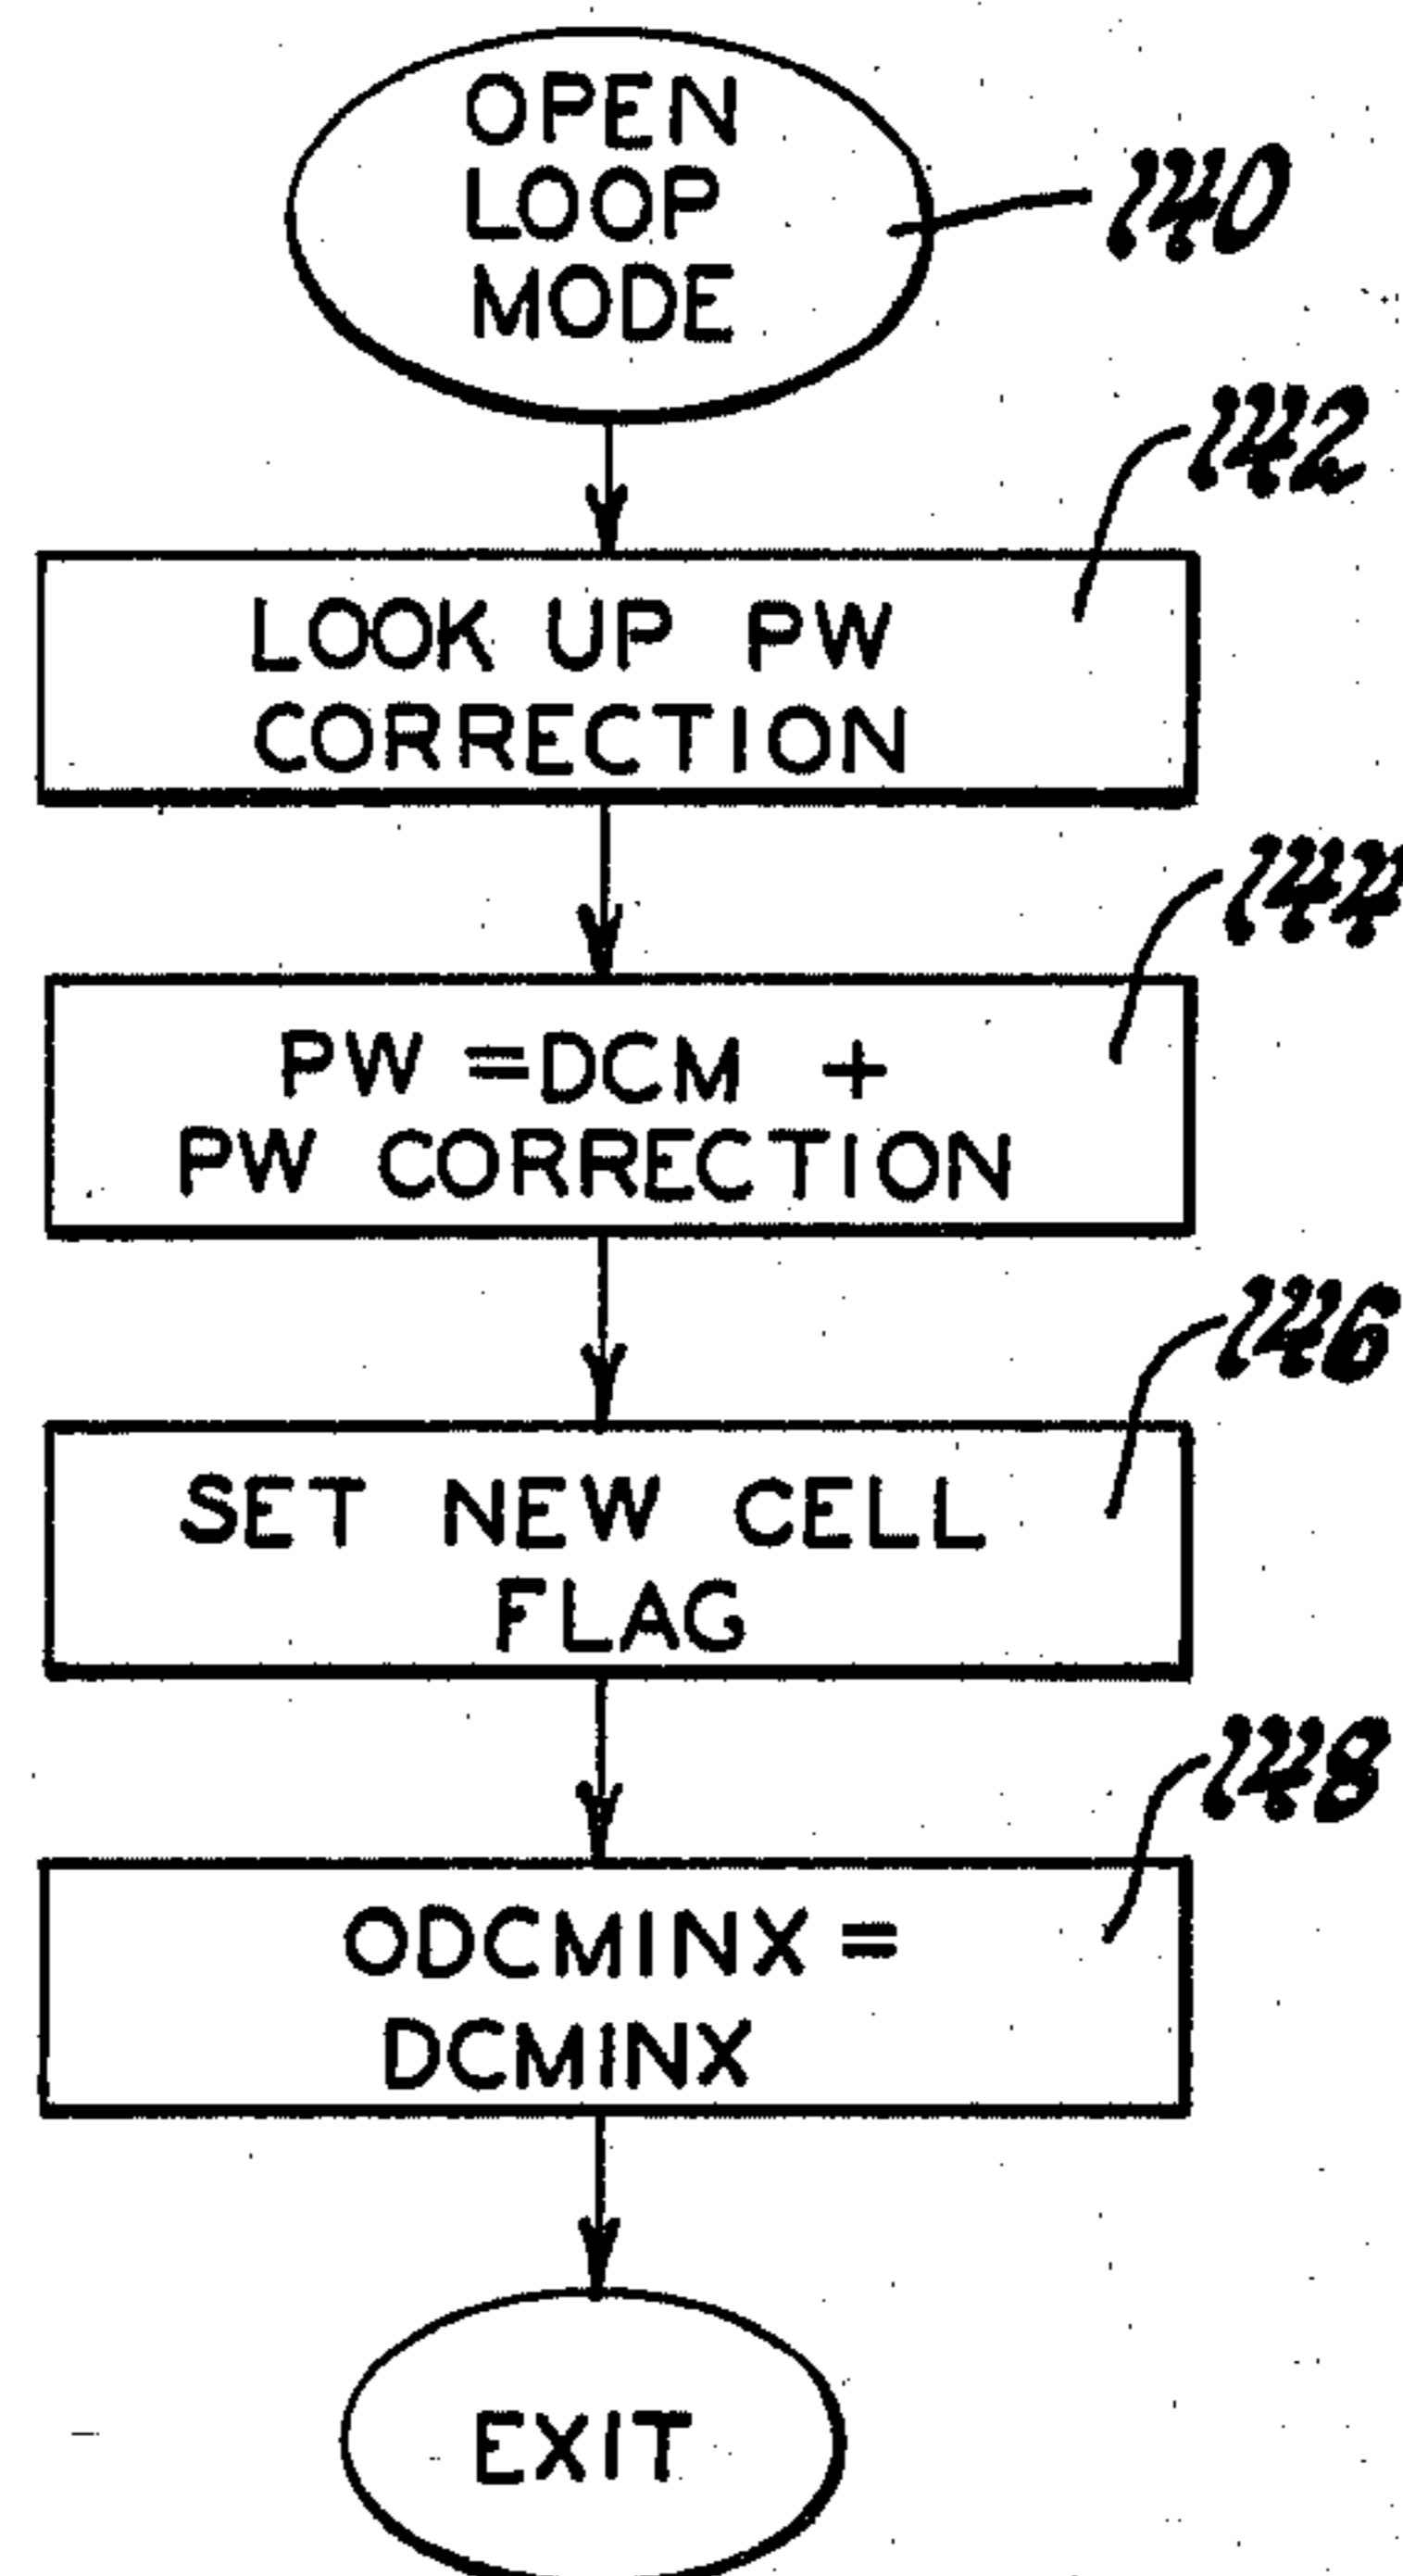 OPEN
LOOP
MODE
140
142
LOOK UP PW
CORRECTION
144
PW =DCM +
PW CORRECTION
146
SET NEW CELL
FLAG
148
ODCMINX =
DCMINX
EXIT